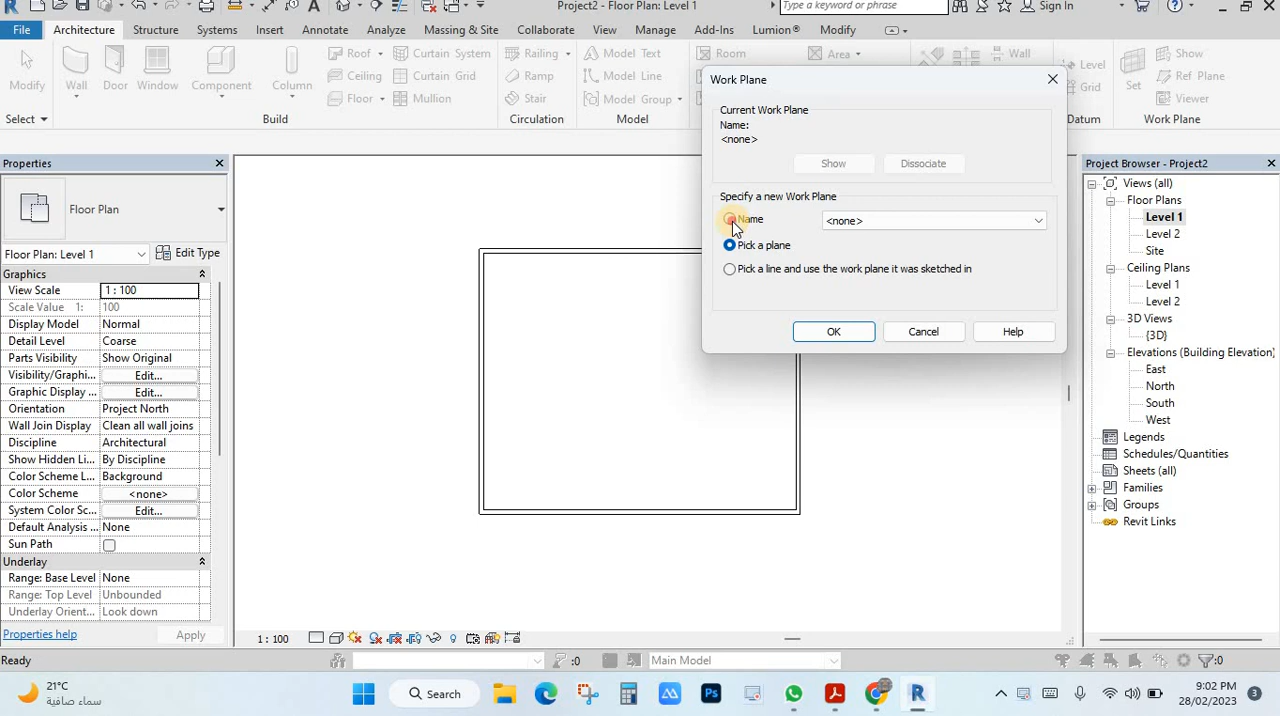 Project2 - Floor Plan: Level 1
Type a keyword or phrase
Sign In
File Architecture Structure Systems Insert Annotate Analyze Massing & Site Collaborate View Manage Add-Ins Lumion® Modify
Modify
Wall
Door
Window
Component
Column
Roof
Ceiling
Floor
Curtain System
Curtain Grid
Mullion
Railing
Ramp
Stair
Model Text
Model Line
Model Group
Room
Area
Wall
Level
Grid
Set
Show
Ref Plane
Viewer
Select
Build
Circulation
Model
Datum
Work Plane
Work Plane
Current Work Plane
Name:
<none>
Show Dissociate
Specify a new Work Plane
Name <none>
Pick a plane
Pick a line and use the work plane it was sketched in
OK Cancel Help
Properties
Floor Plan
Floor Plan: Level 1 Edit Type
Graphics
View Scale 1 : 100
Scale Value 1: 100
Display Model Normal
Detail Level Coarse
Parts Visibility Show Original
Visibility/Graphi... Edit...
Graphic Display ... Edit...
Orientation Project North
Wall Join Display Clean all wall joins
Discipline Architectural
Show Hidden Li... By Discipline
Color Scheme L... Background
Color Scheme <none>
System Color Sc... Edit...
Default Analysis ... None
Sun Path
Underlay
Range: Base Level None
Range: Top Level Unbounded
Underlay Orient... Look down
Properties help Apply
Project Browser - Project2
Views (all)
Floor Plans
Level 1
Level 2
Site
Ceiling Plans
Level 1
Level 2
3D Views
{3D}
Elevations (Building Elevation)
East
North
South
West
Legends
Schedules/Quantities
Sheets (all)
Families
Groups
Revit Links
1 : 100
Ready
:0
Main Model
:0
21°C
سماء صافية
Search
Ps
R
9:02 PM
28/02/2023
3